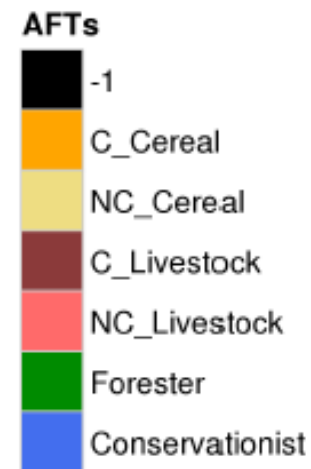 AFTs
-1
C_Cereal
NC_Cereal
C_Livestock
NC_Livestock
Forester
Conservationist